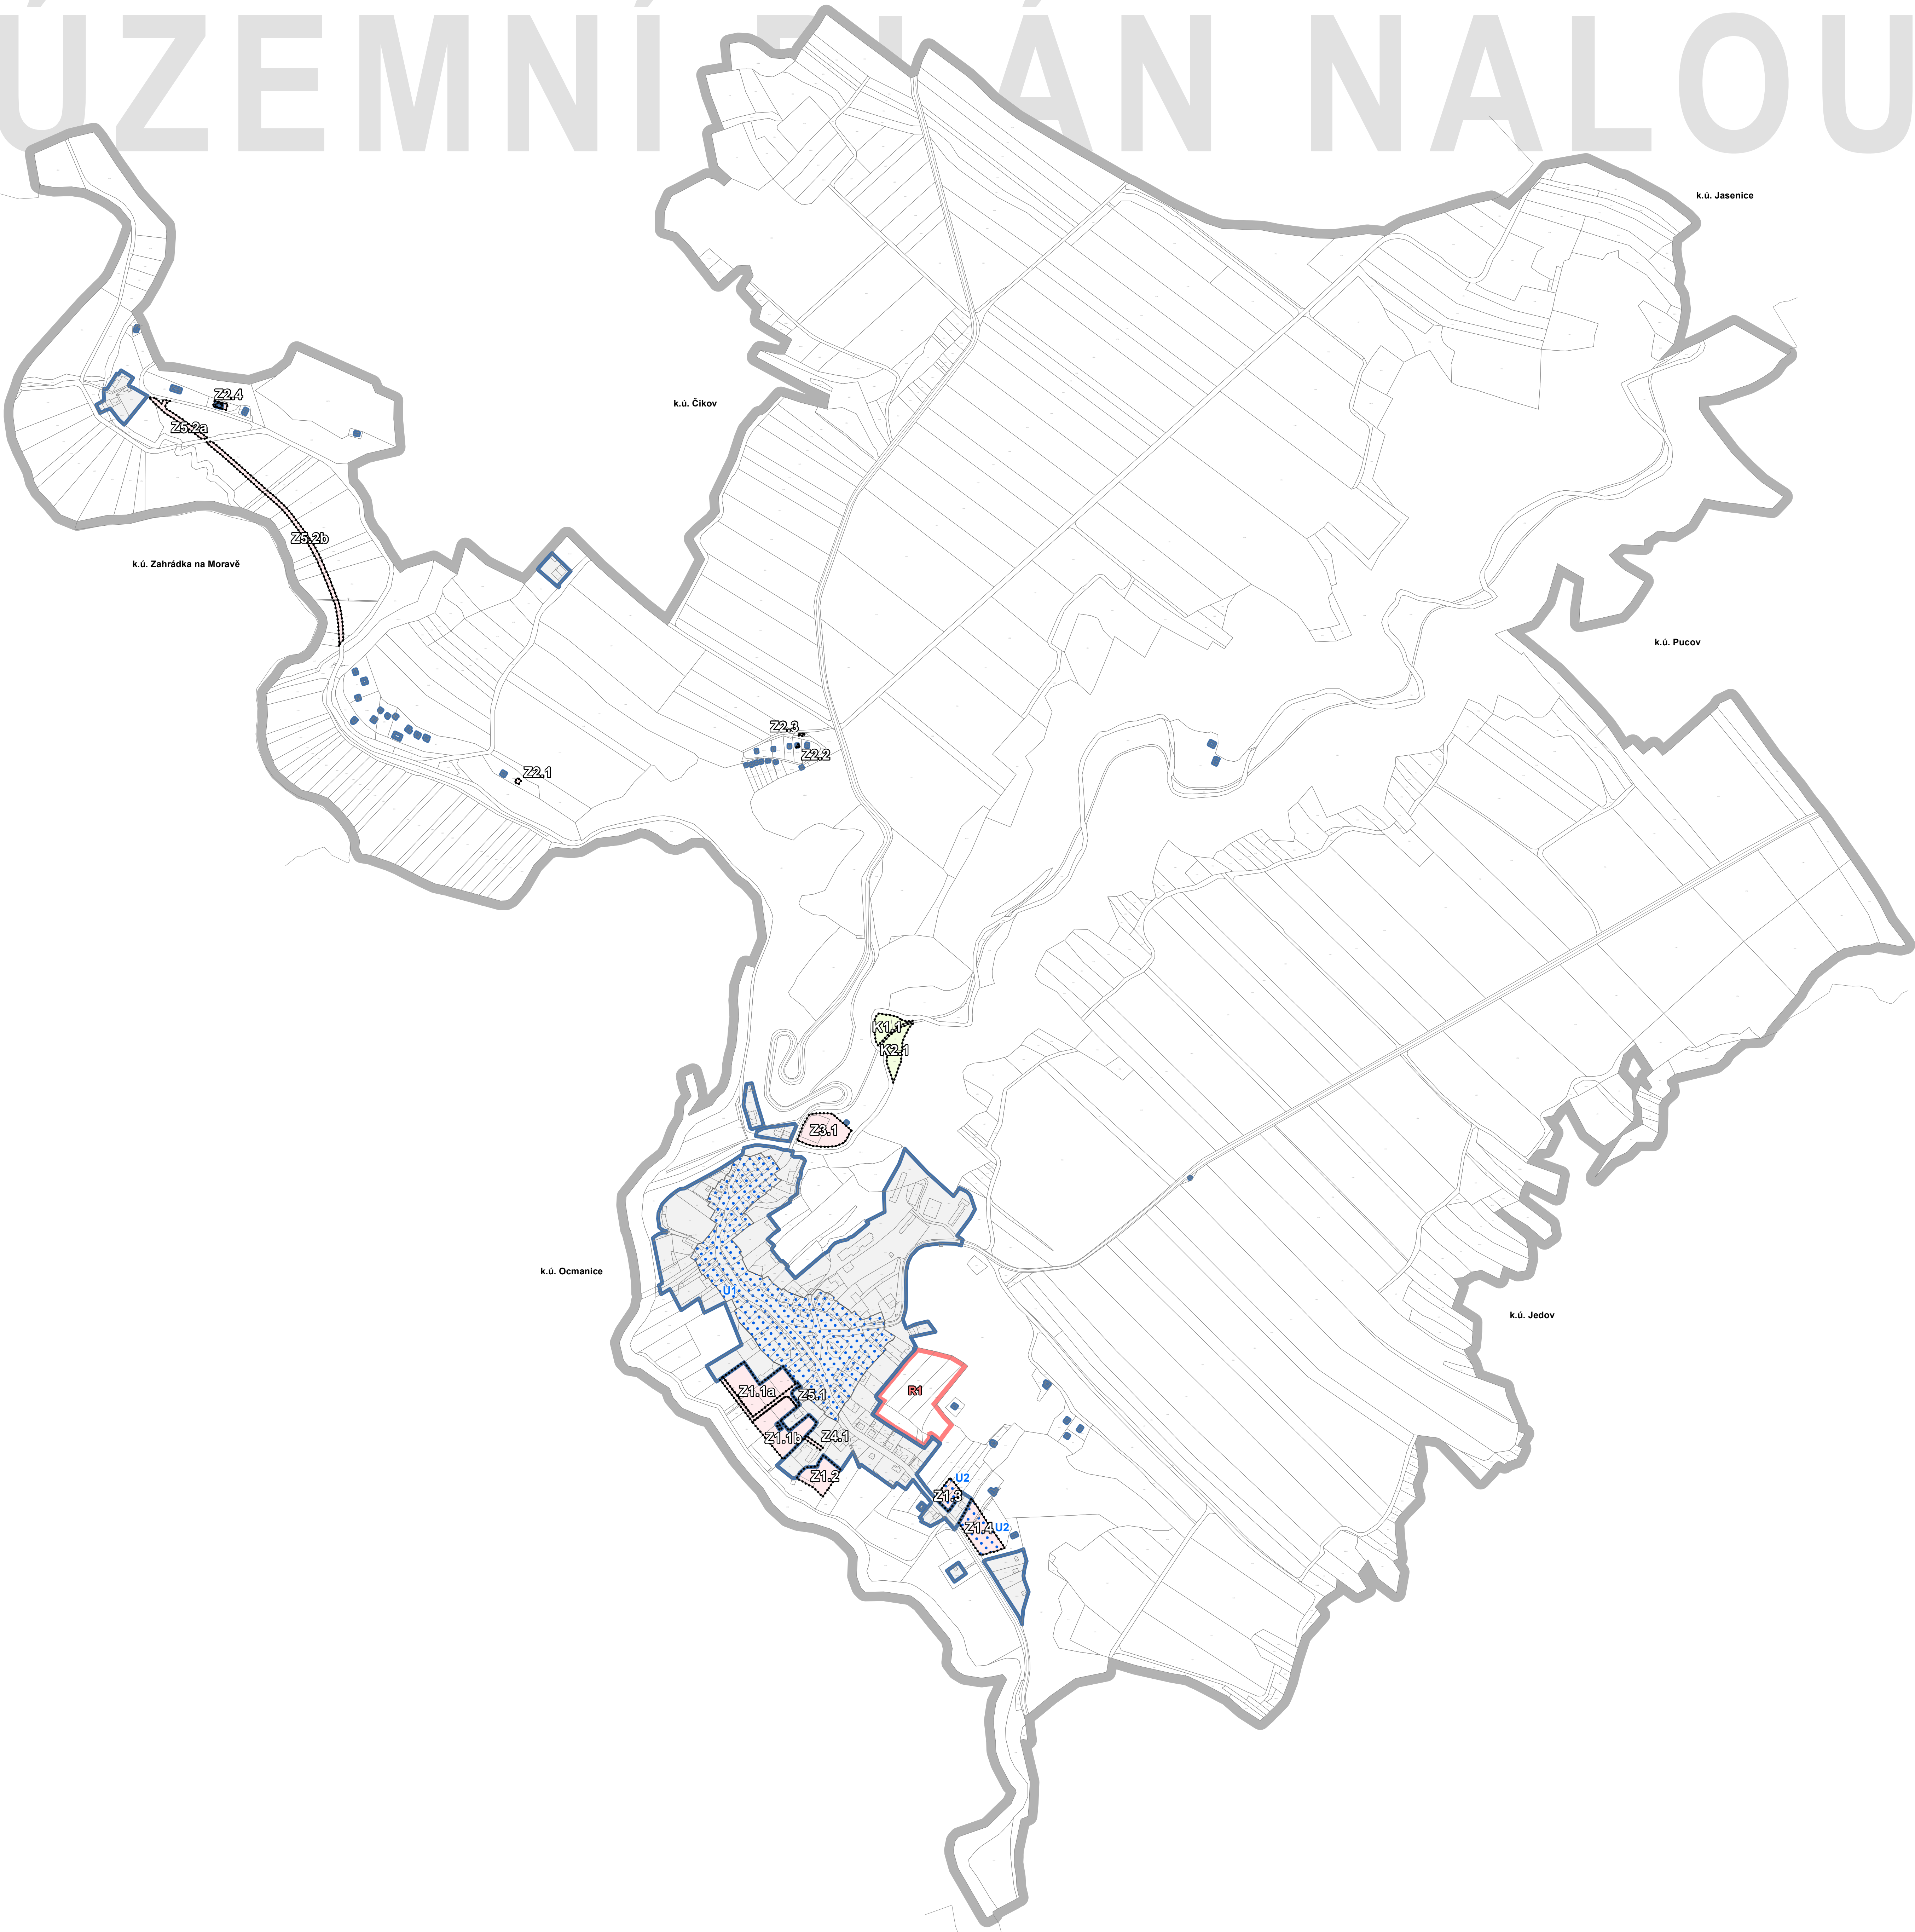 ÚZEMNÍ PLÁN NALOU
k.ú. Jasenice
Z2.4
k.ú. Čikov
Z5.2a
Z5.2b
k.ú. Zahrádka na Moravě
k.ú. Pucov
Z2.3
Z2.2
Z2.1
K1.1
K2.1
Z3.1
k.ú. Ocmanice
U1
k.ú. Jedov
Z1.1a
Z5.1
R1
Z1.1b
Z4.1
Z1.2
U2
Z1.3
Z1.4
U2